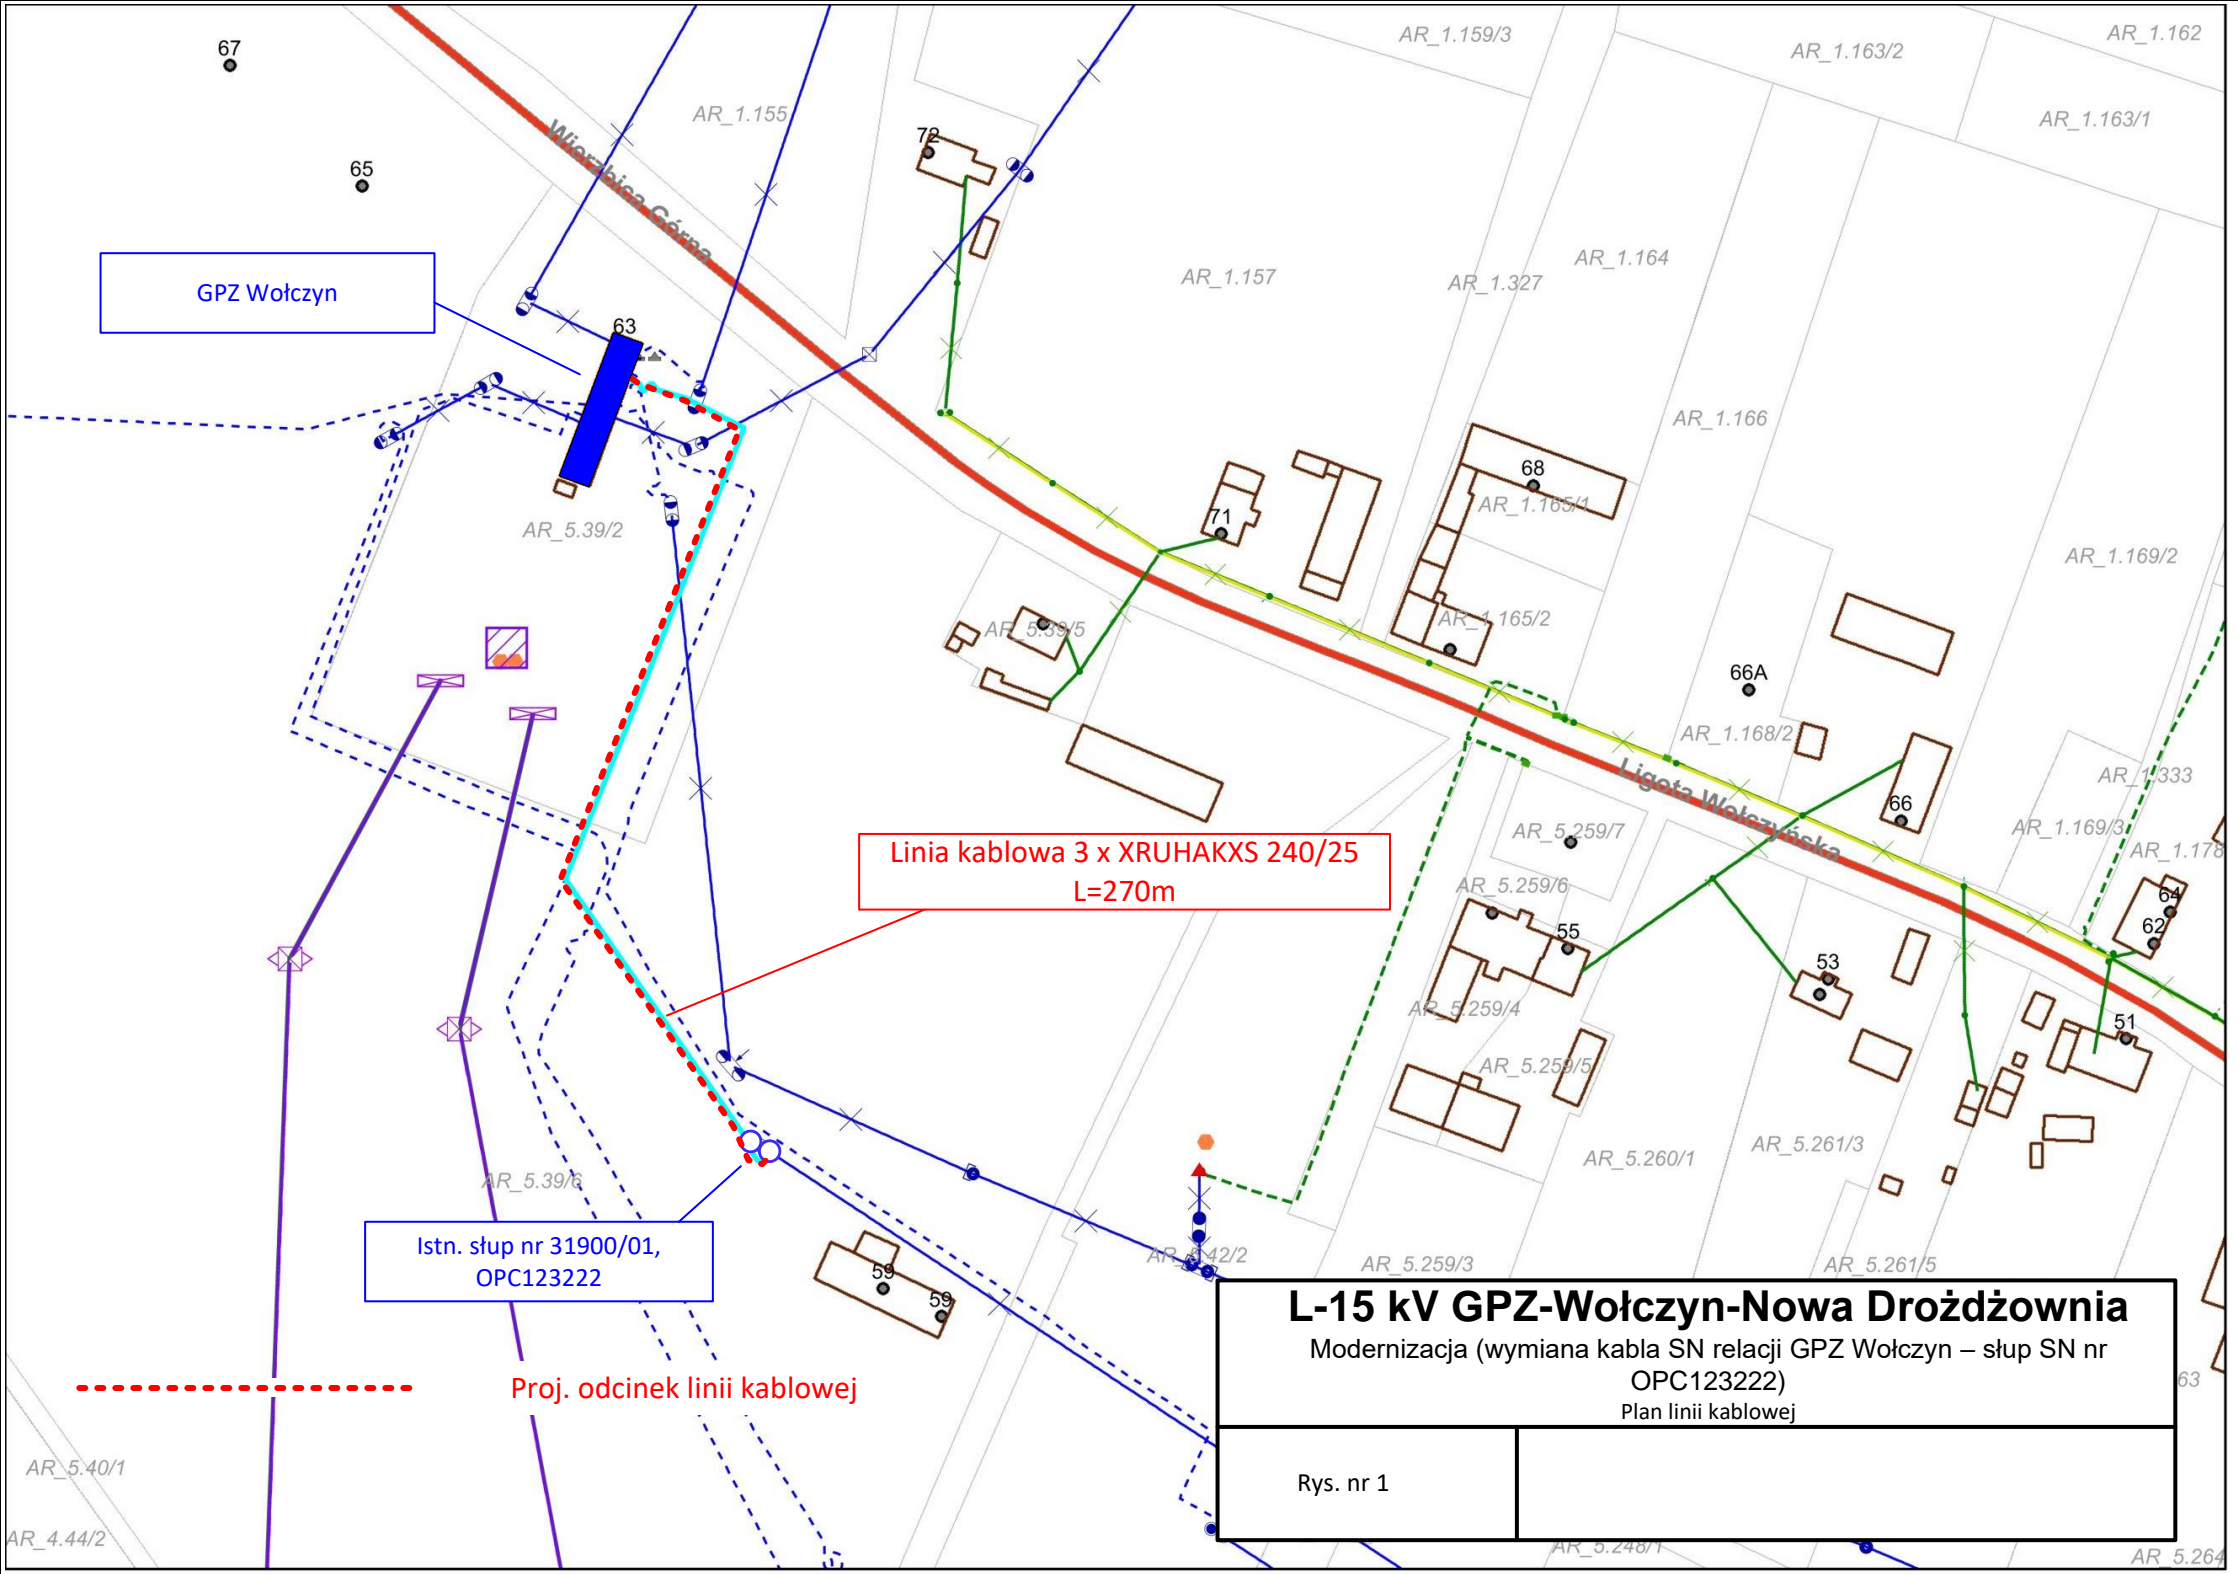 67
AR_1.159/3
AR_1.162
AR_1.163/2
AR_1.155
AR_1.163/1
72
65
Wierzbica Górna
GPZ Wołczyn
AR_1.157
AR_1.327
AR_1.164
63
AR_1.166
68
AR_1.165/1
71
AR_5.39/2
AR_1.169/2
AR_5.39/5
AR_1.165/2
66A
AR_1.168/2
Ligota Wołczyńska
AR_1.333
66
AR_1.169/3
AR_1.178
AR_5.259/7
Linia kablowa 3 x XRUHAKXS 240/25
L=270m
AR_5.259/6
64
62
55
53
AR_5.259/4
51
AR_5.259/5
AR_5.260/1
AR_5.261/3
AR_5.39/6
Istn. słup nr 31900/01,
OPC123222
AR_5.42/2
AR_5.259/3
AR_5.261/5
59
59
L-15 kV GPZ-Wołczyn-Nowa Drożdżownia
Modernizacja (wymiana kabla SN relacji GPZ Wołczyn – słup SN nr
OPC123222)
Plan linii kablowej
63
Proj. odcinek linii kablowej
AR_5.40/1
Rys. nr 1
AR_4.44/2
AR_5.248/1
AR_5.264